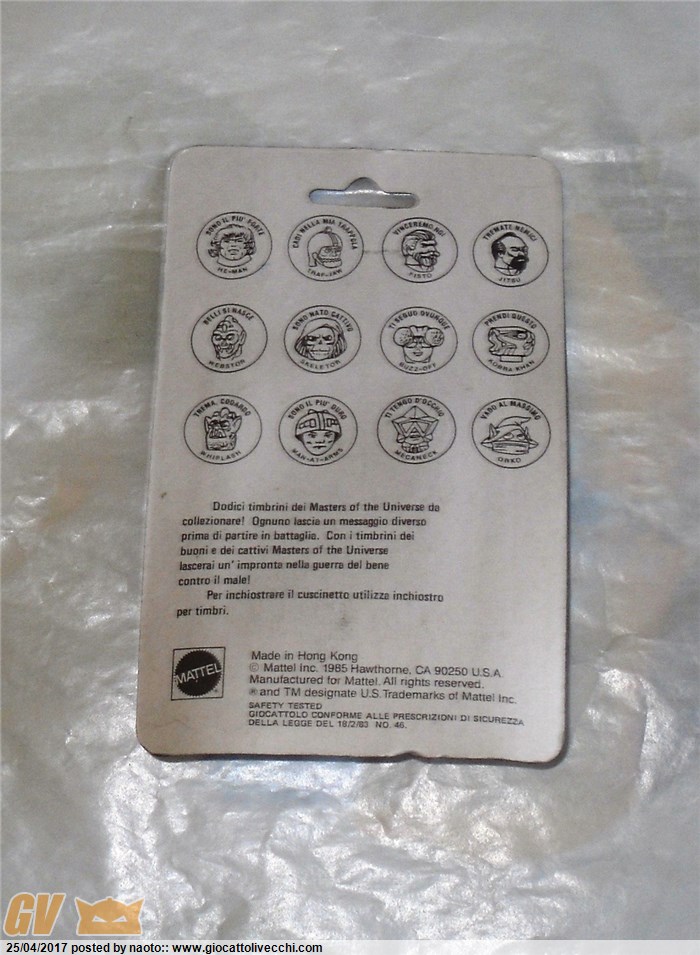 SONO IL PIU' FORTE
HE-MAN
CADI NELLA MIA TRAPPOLA
TRAP-JAW
VINCEREMO NOI
FISTO
TREMATE NEMICI
JITSU
BELLI SI NASCE
WEBSTOR
SONO NATO CATTIVO
SKELETOR
TI SEGUO OVUNQUE
BUZZ-OFF
PRENDI QUESTO
KOBRA KHAN
TREMA, CODARDO
WHIPLASH
SONO IL PIU' DURO
MAN-AT-ARMS
TI TENGO D'OCCHIO
MECANECK
VADO AL MASSIMO
ORKO
Dodici timbrini dei Masters of the Universe da
collezionare! Ognuno lascia un messaggio diverso
prima di partire in battaglia. Con i timbrini dei
buoni e dei cattivi Masters of the Universe
lascerai un' impronta nella guerra del bene
contro il male!
Per inchiostrare il cuscinetto utilizza inchiostro
per timbri.
MATTEL
®
Made in Hong Kong
© Mattel Inc. 1985 Hawthorne, CA 90250 U.S.A.
Manufactured for Mattel. All rights reserved.
® and TM designate U.S. Trademarks of Mattel Inc.
SAFETY TESTED
GIOCATTOLO CONFORME ALLE PRESCRIZIONI DI SICUREZZA
DELLA LEGGE DEL 18/2/83 NO. 46.
GV
25/04/2017 posted by naoto:: www.giocattolivecchi.com